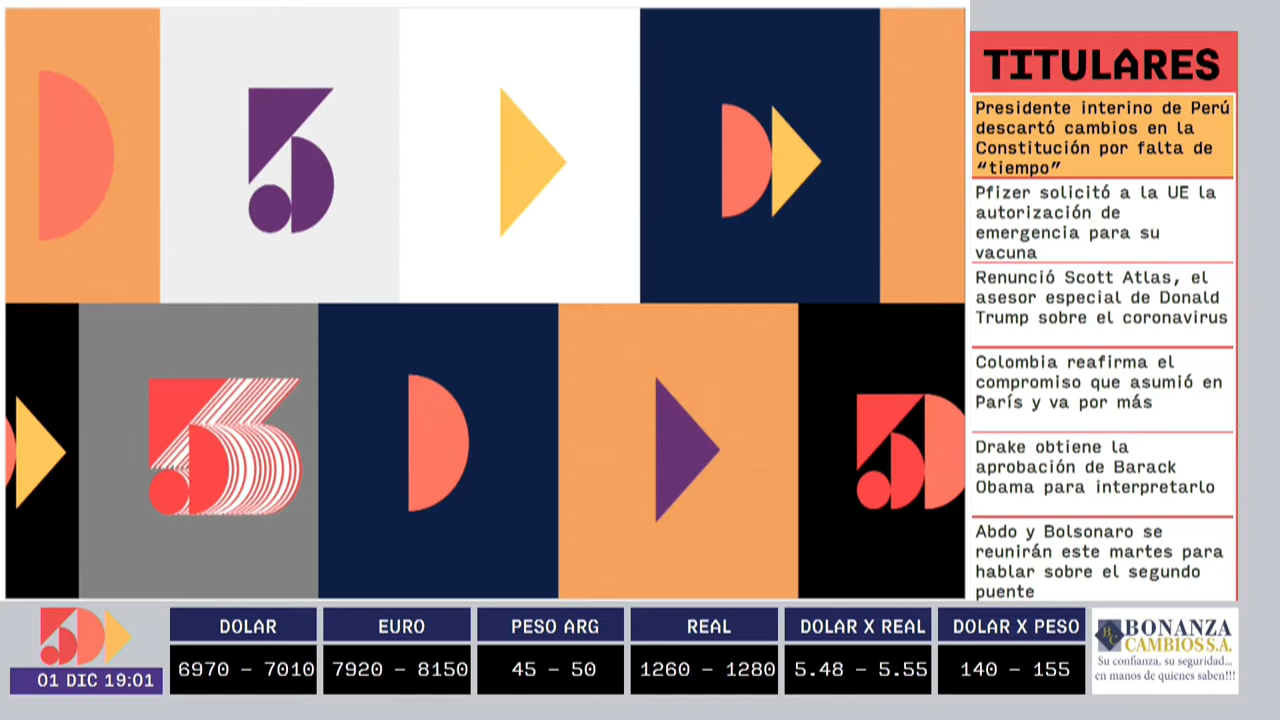 TITULARES
Presidente interino de Perú
descartó cambios en la
Constitución por falta de
“tiempo”
Pfizer solicitó a la UE la
autorización de
emergencia para su
vacuna
Renunció Scott Atlas, el
asesor especial de Donald
Trump sobre el coronavirus
Colombia reafirma el
compromiso que asumió en
París y va por más
Drake obtiene la
aprobación de Barack
Obama para interpretarlo
Abdo y Bolsonaro se
reunirán este martes para
hablar sobre el segundo
puente
5D
01 DIC 19:01
DOLAR
6970 - 7010
EURO
7920 - 8150
PESO ARG
45 - 50
REAL
1260 - 1280
DOLAR X REAL
5.48 - 5.55
DOLAR X PESO
140 - 155
BC
BONANZA
CAMBIOS S.A.
Su confianza, su seguridad...
en manos de quienes saben!!!